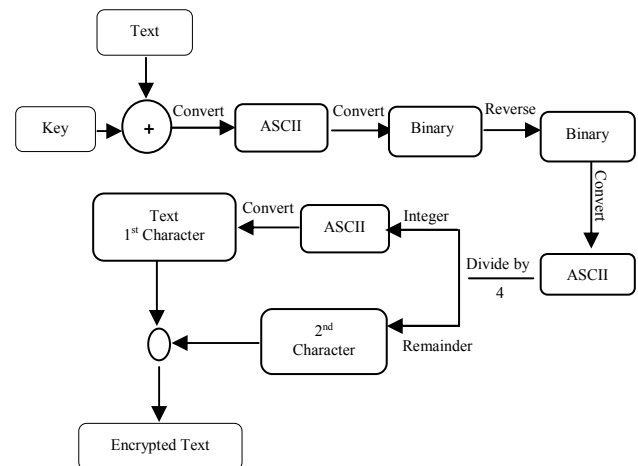 Text
Key
+
Convert
ASCII
Convert
Binary
Reverse
Binary
Convert
ASCII
Divide by
4
Integer
ASCII
Convert
Text
1st Character
Remainder
2nd
Character
Encrypted Text